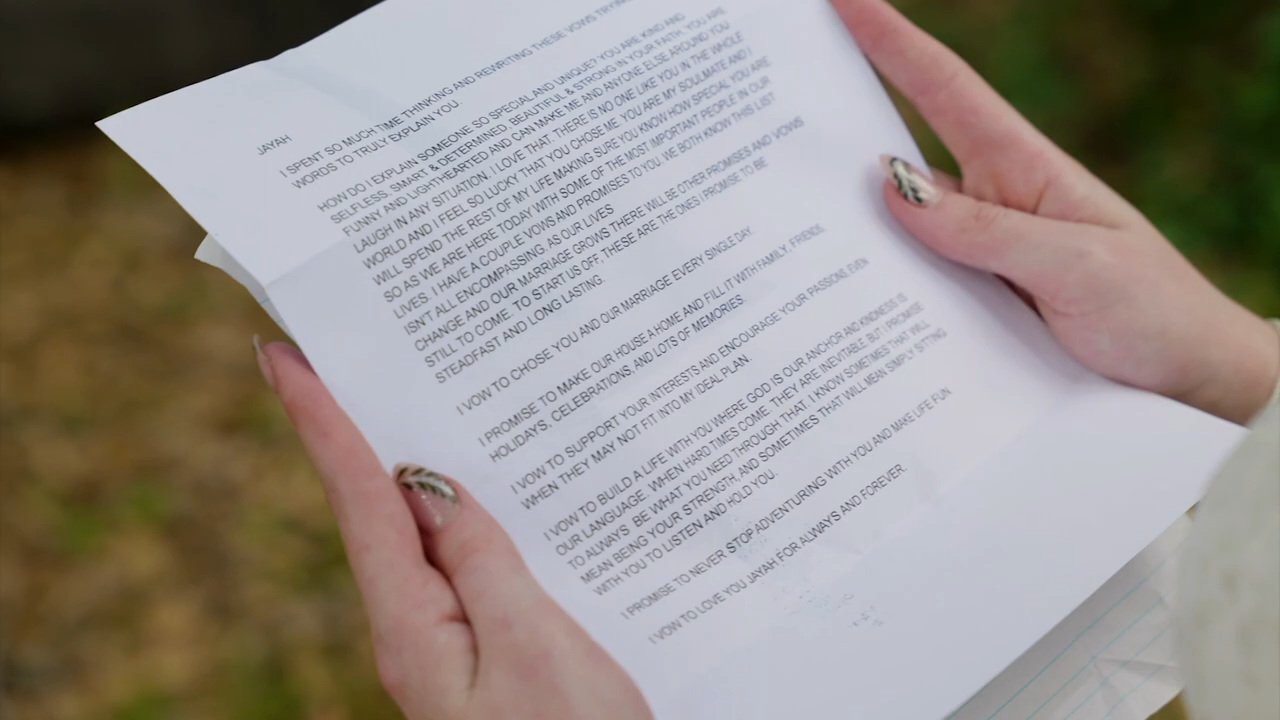 JAYAH
I SPENT SO MUCH TIME THINKING AND REWRITING THESE VOWS TRYING
WORDS TO TRULY EXPLAIN YOU.
HOW DO I EXPLAIN SOMEONE SO SPECIAL AND UNIQUE? YOU ARE KIND AND
SELFLESS, SMART & DETERMINED, BEAUTIFUL & STRONG IN YOUR FAITH. YOU ARE
FUNNY AND LIGHTHEARTED AND CAN MAKE ME AND ANYONE ELSE AROUND YOU
LAUGH IN ANY SITUATION. I LOVE THAT THERE IS NO ONE LIKE YOU IN THE WHOLE
WORLD AND I FEEL SO LUCKY THAT YOU CHOSE ME. YOU ARE MY SOULMATE AND I
WILL SPEND THE REST OF MY LIFE MAKING SURE YOU KNOW HOW SPECIAL YOU ARE.
SO AS WE ARE HERE TODAY WITH SOME OF THE MOST IMPORTANT PEOPLE IN OUR
LIVES, I HAVE A COUPLE VOWS AND PROMISES TO YOU. WE BOTH KNOW THIS LIST
ISN'T ALL ENCOMPASSING AS OUR LIVES
CHANGE AND OUR MARRIAGE GROWS THERE WILL BE OTHER PROMISES AND VOWS
STILL TO COME. TO START US OFF, THESE ARE THE ONES I PROMISE TO BE
STEADFAST AND LONG LASTING.
I VOW TO CHOSE YOU AND OUR MARRIAGE EVERY SINGLE DAY.
I PROMISE TO MAKE OUR HOUSE A HOME AND FILL IT WITH FAMILY, FRIENDS,
HOLIDAYS, CELEBRATIONS, AND LOTS OF MEMORIES.
I VOW TO SUPPORT YOUR INTERESTS AND ENCOURAGE YOUR PASSIONS, EVEN
WHEN THEY MAY NOT FIT INTO MY IDEAL PLAN.
I VOW TO BUILD A LIFE WITH YOU WHERE GOD IS OUR ANCHOR AND KINDNESS IS
OUR LANGUAGE. WHEN HARD TIMES COME, THEY ARE INEVITABLE BUT I PROMISE
TO ALWAYS BE WHAT YOU NEED THROUGH THAT. I KNOW SOMETIMES THAT WILL
MEAN BEING YOUR STRENGTH, AND SOMETIMES THAT WILL MEAN SIMPLY SITTING
WITH YOU TO LISTEN AND HOLD YOU.
I PROMISE TO NEVER STOP ADVENTURING WITH YOU AND MAKE LIFE FUN
I VOW TO LOVE YOU JAYAH FOR ALWAYS AND FOREVER.